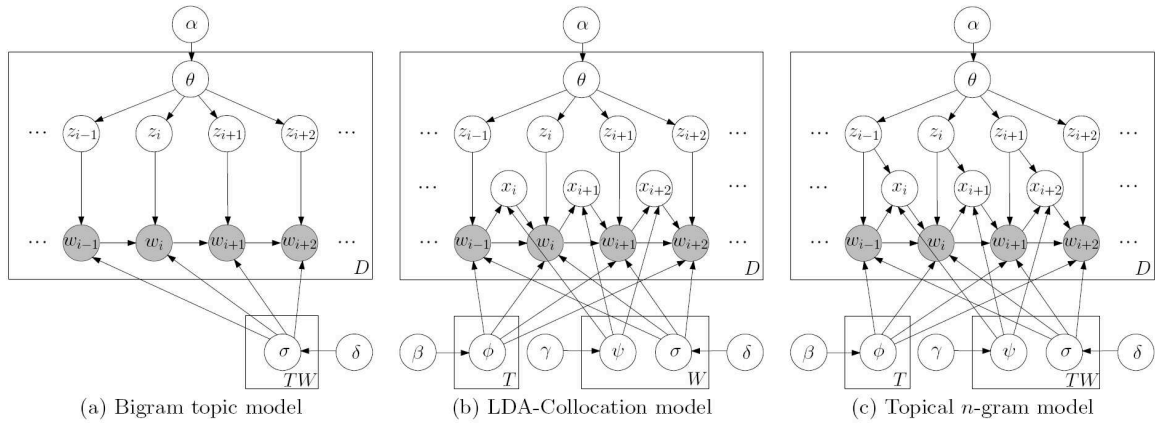 α α α
θ θ θ
... z_{i-1} z_i z_{i+1} z_{i+2} ... ... z_{i-1} z_i z_{i+1} z_{i+2} ... ... z_{i-1} z_i z_{i+1} z_{i+2} ...
... x_i x_{i+1} x_{i+2} ... ... x_i x_{i+1} x_{i+2} ...
... w_{i-1} w_i w_{i+1} w_{i+2} ... ... w_{i-1} w_i w_{i+1} w_{i+2} ... ... w_{i-1} w_i w_{i+1} w_{i+2} ...
D D D
σ δ β ϕ γ ψ σ δ β ϕ γ ψ σ δ
TW T W T TW
(a) Bigram topic model (b) LDA-Collocation model (c) Topical n-gram model